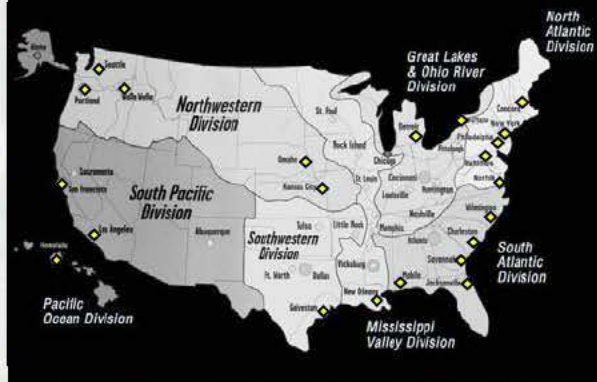 North
Atlantic
Division
Great Lakes
& Ohio River
Division
Alaska
Seattle
Portland
Walla Walla
Northwestern
Division
St. Paul
Rock Island
Omaha
Kansas City
Chicago
Detroit
Buffalo
Concord
New York
Philadelphia
Pittsburgh
Baltimore
Norfolk
Sacramento
San Francisco
South Pacific
Division
Los Angeles
Albuquerque
St. Louis
Cincinnati
Louisville
Huntington
Nashville
Wilmington
Tulsa
Little Rock
Memphis
Southwestern
Division
Atlanta
Charleston
Savannah
Ft. Worth
Dallas
Vicksburg
Mobile
Jacksonville
Galveston
New Orleans
Honolulu
Pacific
Ocean Division
South
Atlantic
Division
Mississippi
Valley Division